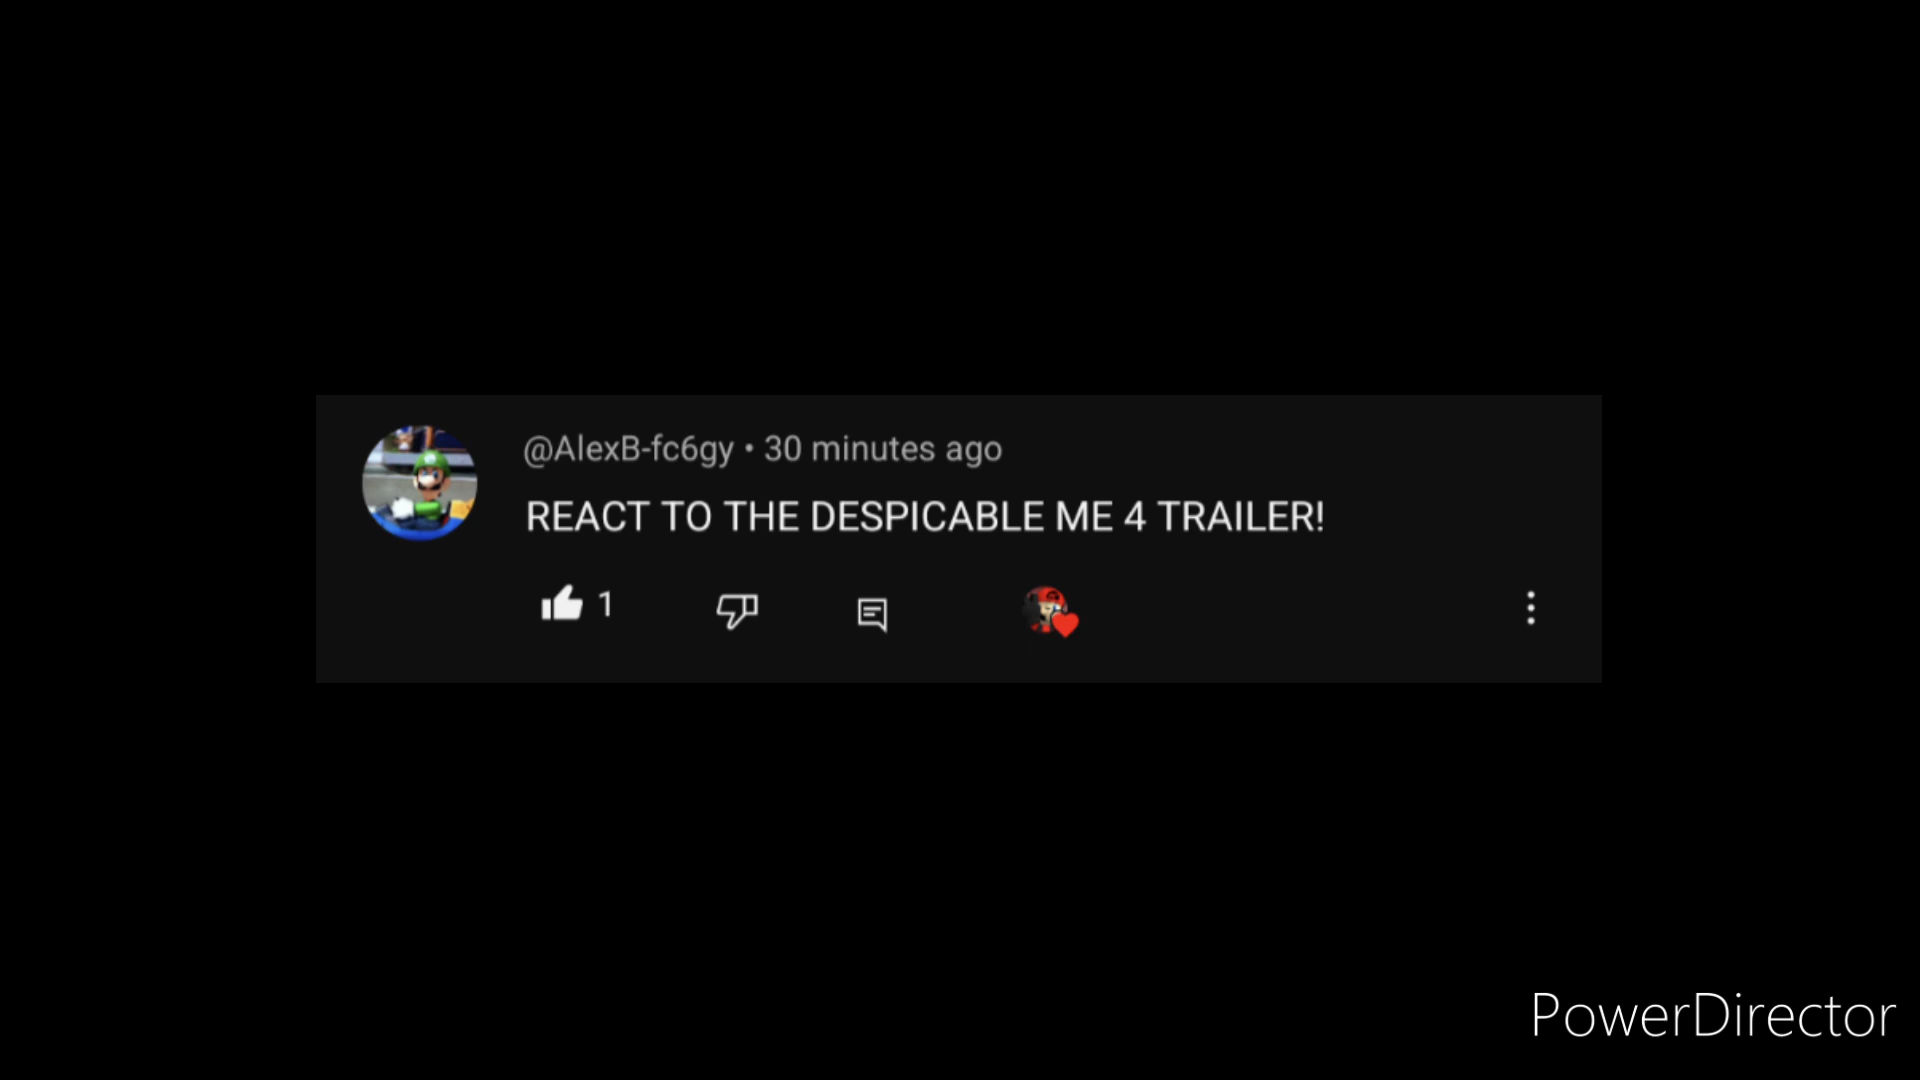 @AlexB-fc6gy • 30 minutes ago
REACT TO THE DESPICABLE ME 4 TRAILER!
1
PowerDirector